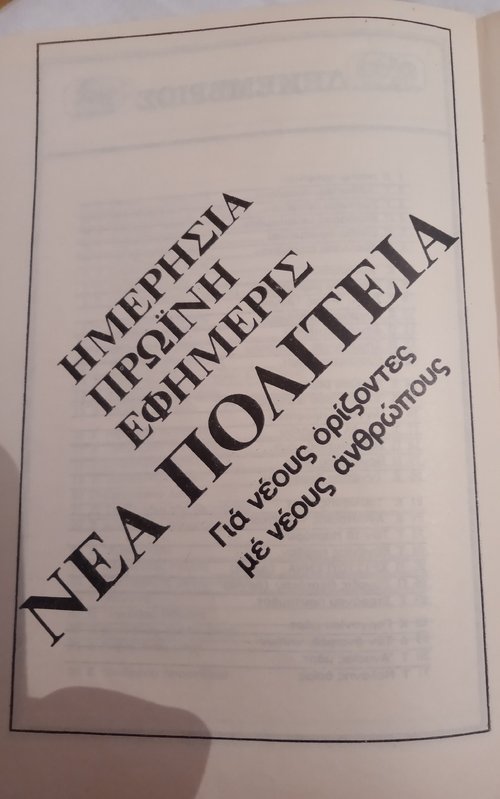 ΗΜΕΡΗΣΙΑ
ΠΡΩΪΝΗ
ΕΦΗΜΕΡΙΣ
ΝΕΑ ΠΟΛΙΤΕΙΑ
Γιά νέους ὁρίζοντες
μέ νέους ἀνθρώπους